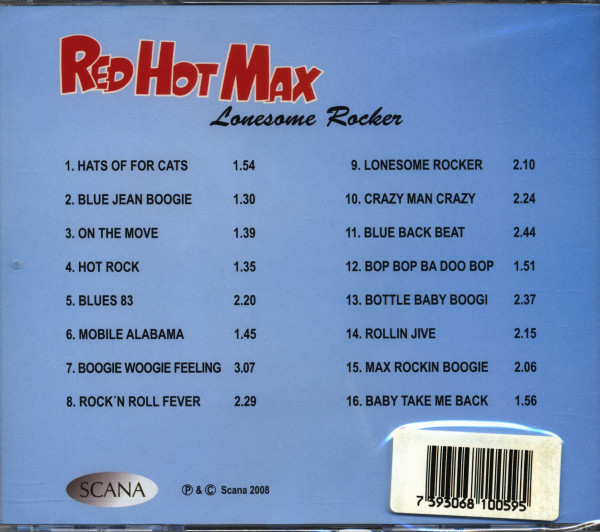 RED HOT MAX
Lonesome Rocker
1. HATS OF FOR CATS 1.54
2. BLUE JEAN BOOGIE 1.30
3. ON THE MOVE 1.39
4. HOT ROCK 1.35
5. BLUES 83 2.20
6. MOBILE ALABAMA 1.45
7. BOOGIE WOOGIE FEELING 3.07
8. ROCK´N ROLL FEVER 2.29
9. LONESOME ROCKER 2.10
10. CRAZY MAN CRAZY 2.24
11. BLUE BACK BEAT 2.44
12. BOP BOP BA DOO BOP 1.51
13. BOTTLE BABY BOOGI 2.37
14. ROLLIN JIVE 2.15
15. MAX ROCKIN BOOGIE 2.06
16. BABY TAKE ME BACK 1.56
SCANA
℗ & © Scana 2008
7 393068 100595